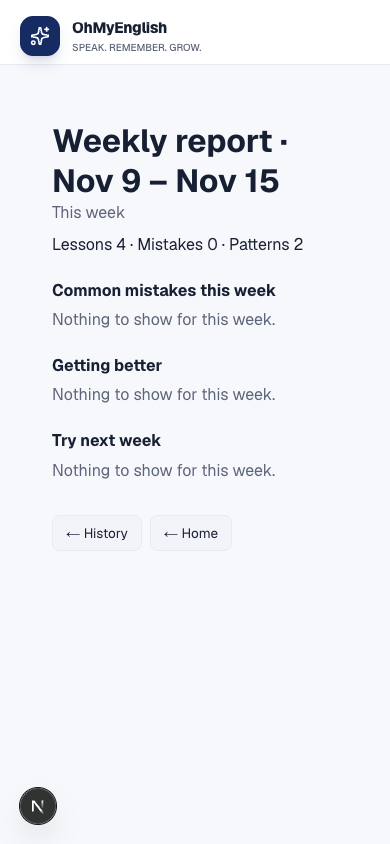 OhMyEnglish
SPEAK. REMEMBER. GROW.
Weekly report ·
Nov 9 – Nov 15
This week
Lessons 4 · Mistakes 0 · Patterns 2
Common mistakes this week
Nothing to show for this week.
Getting better
Nothing to show for this week.
Try next week
Nothing to show for this week.
← History
← Home
N